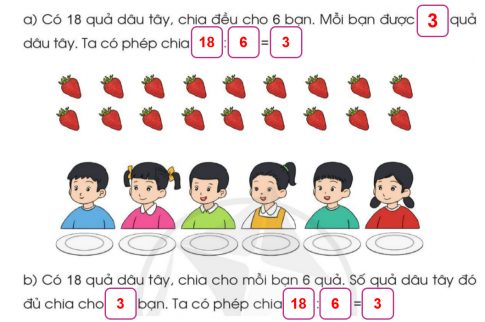 a) Có 18 quả dâu tây, chia đều cho 6 bạn. Mỗi bạn được 3 quả
dâu tây. Ta có phép chia 18 : 6 = 3
b) Có 18 quả dâu tây, chia cho mỗi bạn 6 quả. Số quả dâu tây đó
đủ chia cho 3 bạn. Ta có phép chia 18 : 6 = 3